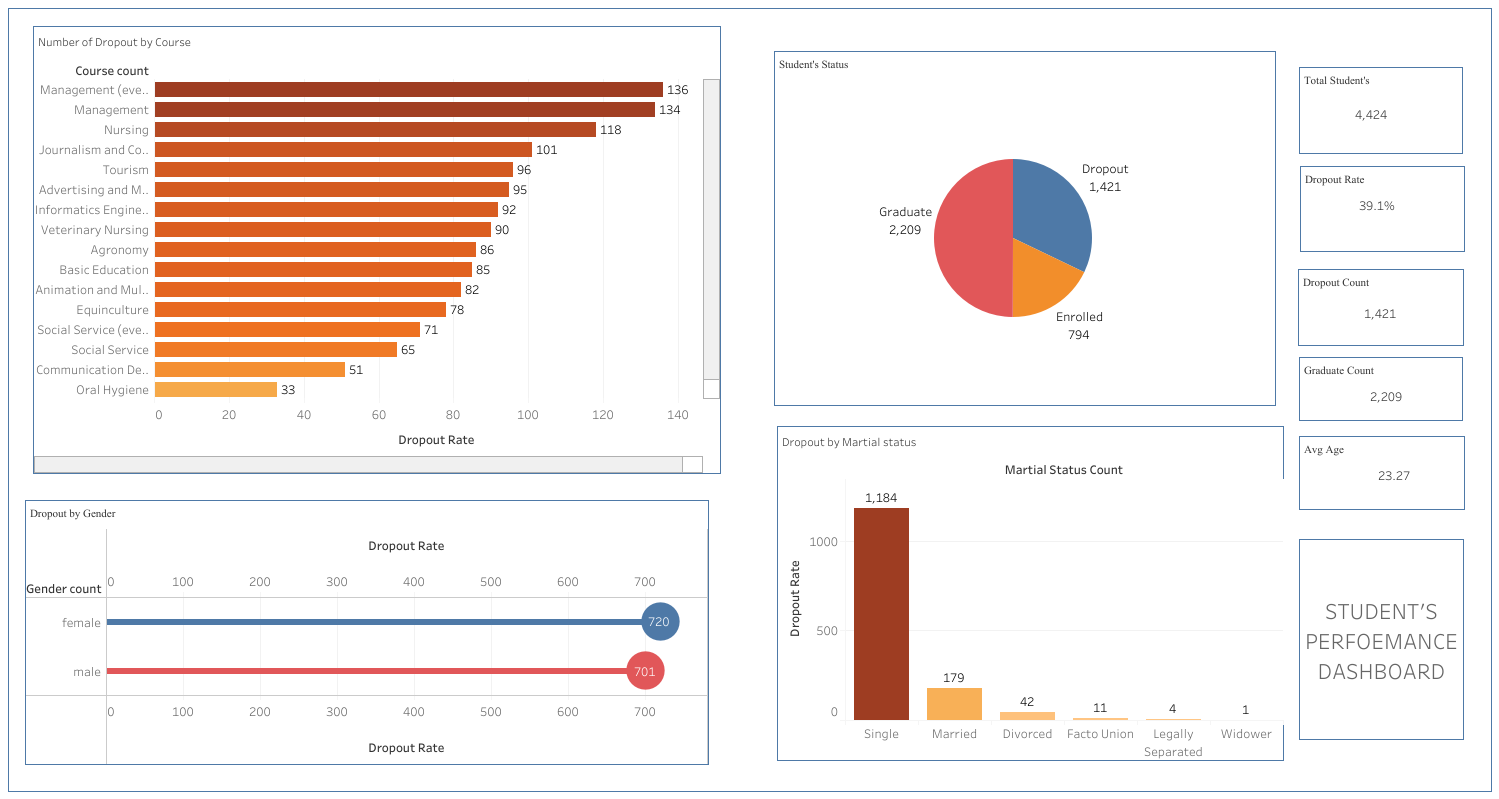 Number of Dropout by Course
Course count
Management (eve.. 136
Management 134
Nursing 118
Journalism and Co.. 101
Tourism 96
Advertising and M.. 95
Informatics Engine.. 92
Veterinary Nursing 90
Agronomy 86
Basic Education 85
Animation and Mul.. 82
Equinculture 78
Social Service (eve.. 71
Social Service 65
Communication De.. 51
Oral Hygiene 33
0 20 40 60 80 100 120 140
Dropout Rate
Dropout by Gender
Dropout Rate
Gender count 0 100 200 300 400 500 600 700
female 720
male 701
0 100 200 300 400 500 600 700
Dropout Rate
Student's Status
Dropout
1,421
Graduate
2,209
Enrolled
794
Dropout by Martial status
Martial Status Count
Dropout Rate
1000
500
0
1,184
179
42
11
4
1
Single Married Divorced Facto Union Legally Separated Widower
Total Student's
4,424
Dropout Rate
39.1%
Dropout Count
1,421
Graduate Count
2,209
Avg Age
23.27
STUDENT’S
PERFOEMANCE
DASHBOARD